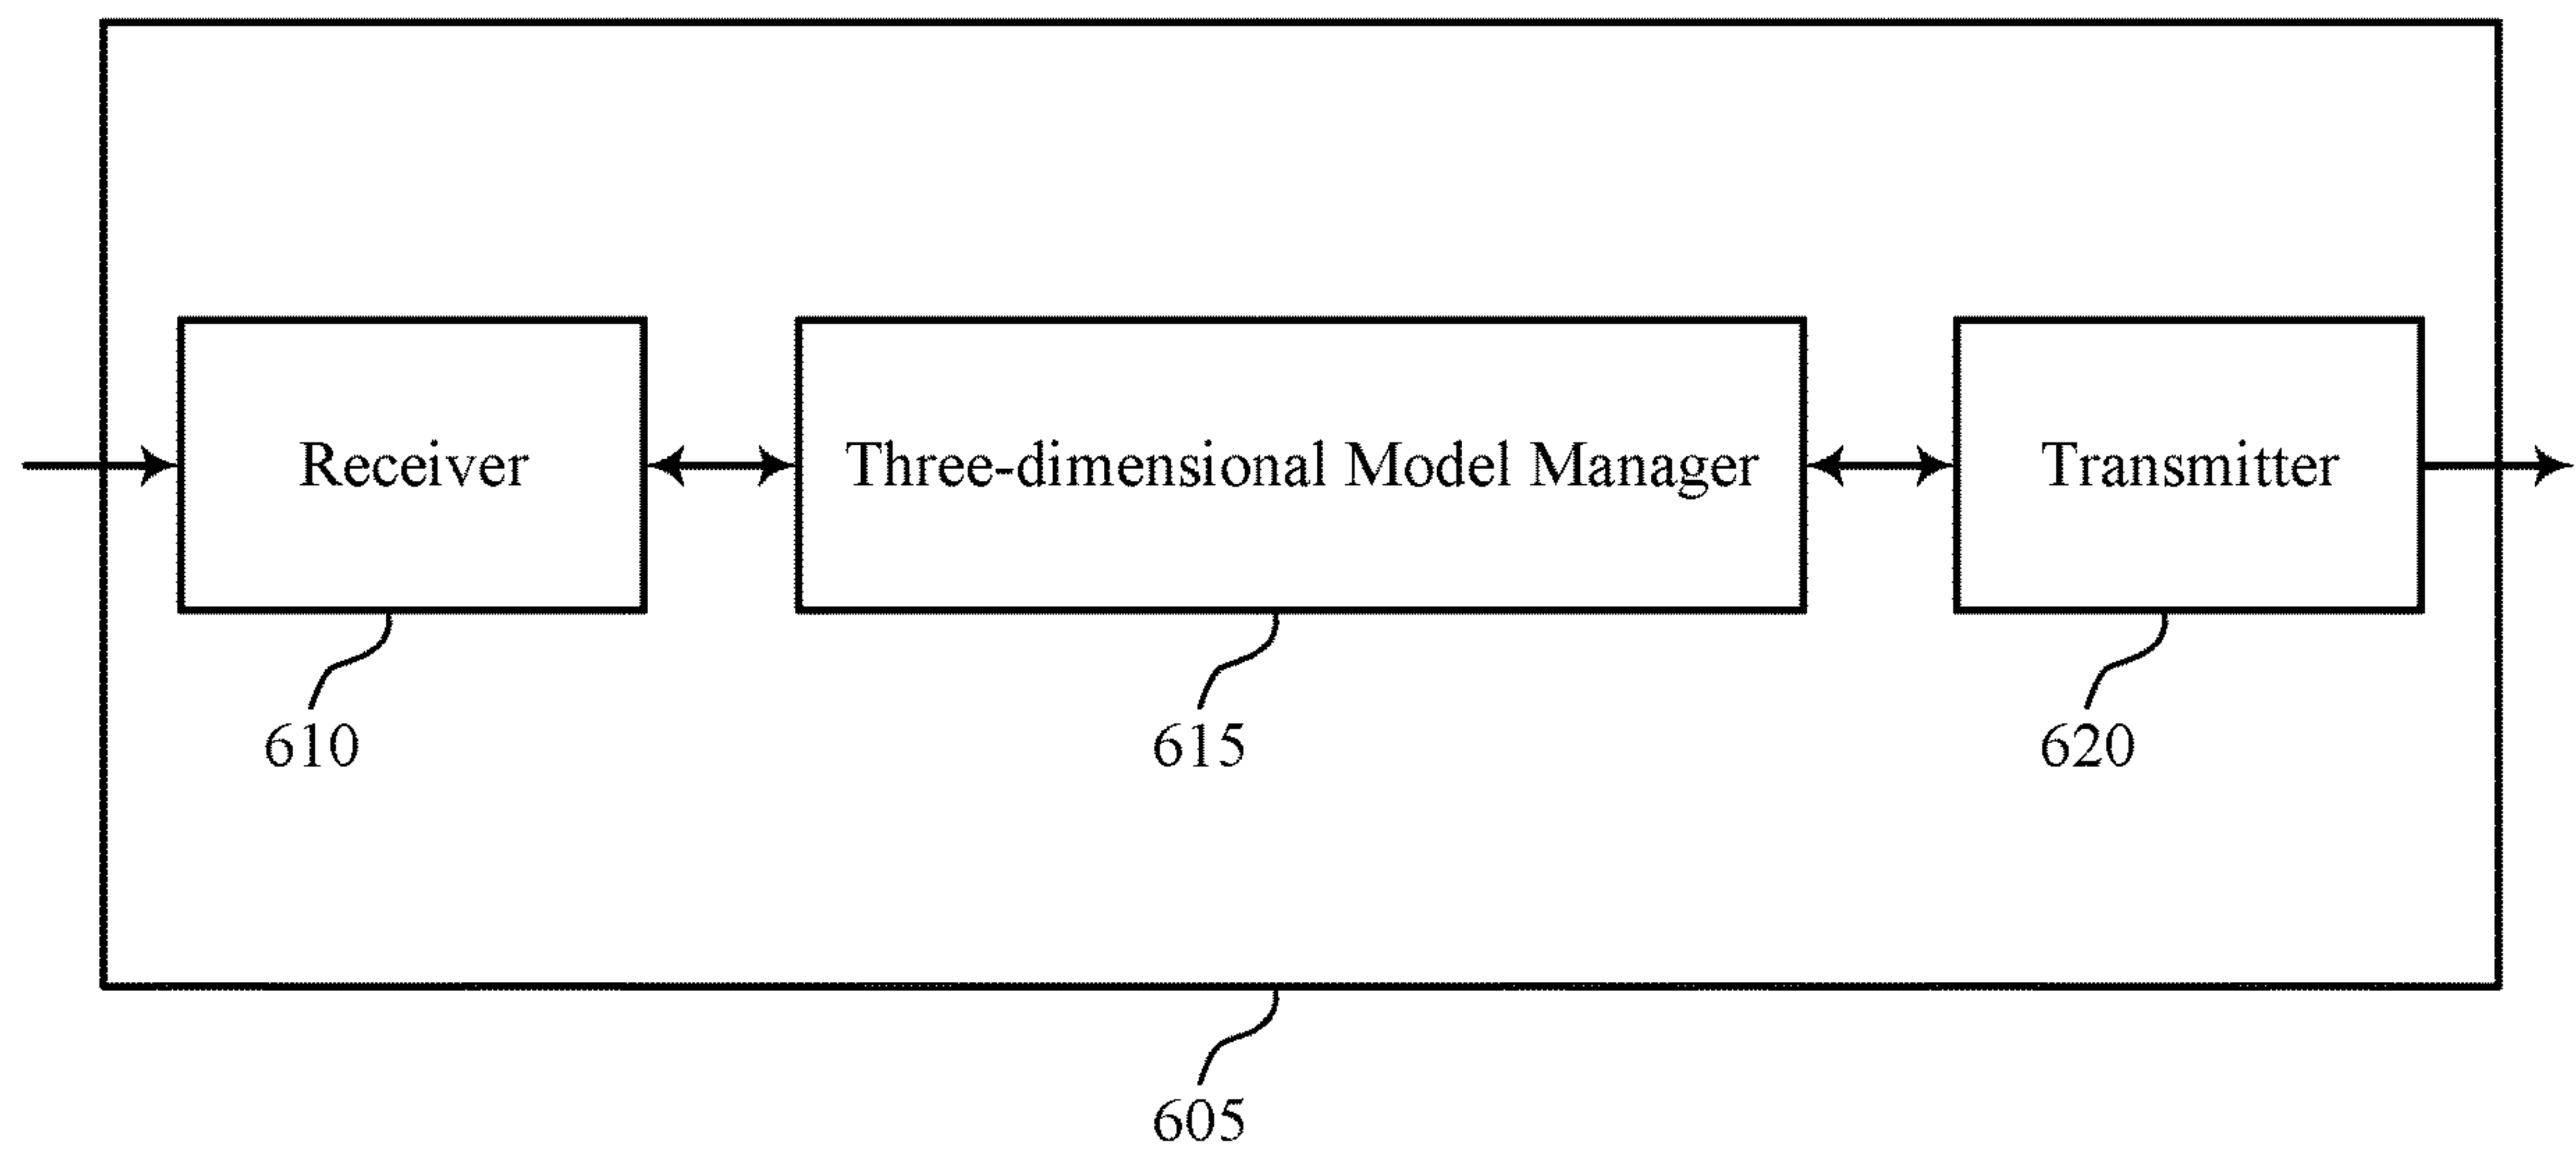 Receiver
Three-dimensional Model Manager
Transmitter
610
615
620
605